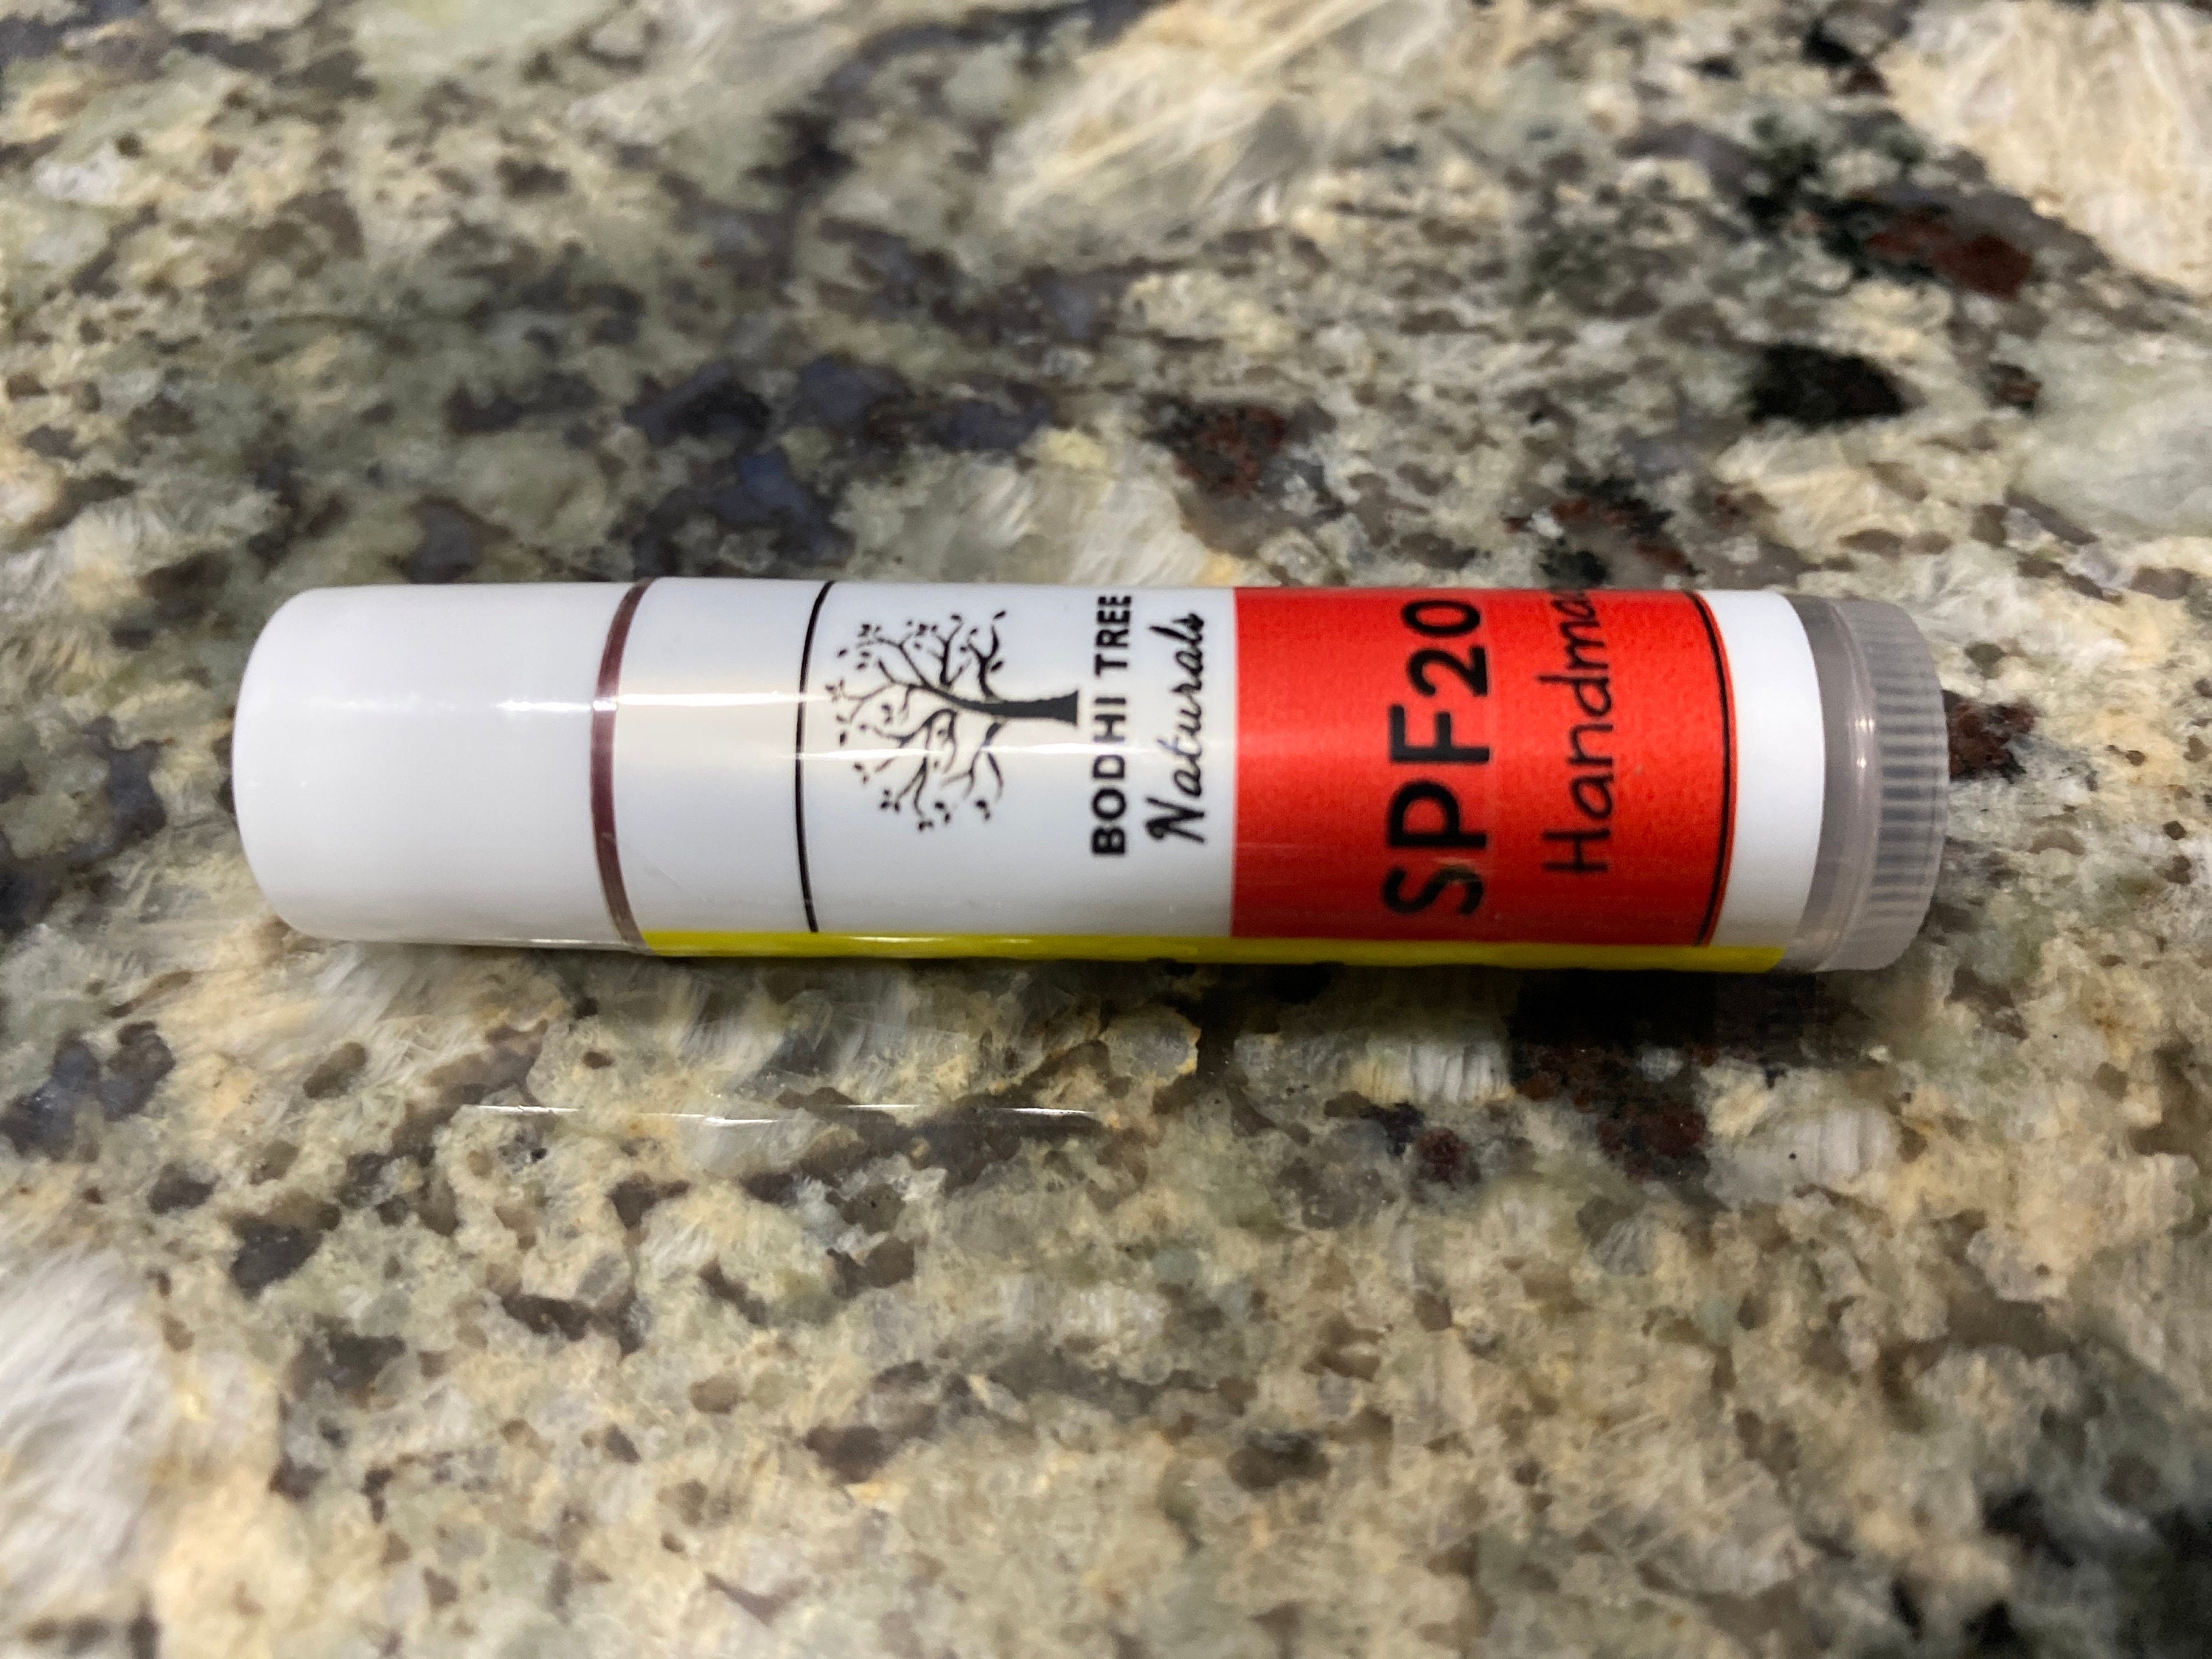 BODHI TREE
Naturals
SPF20